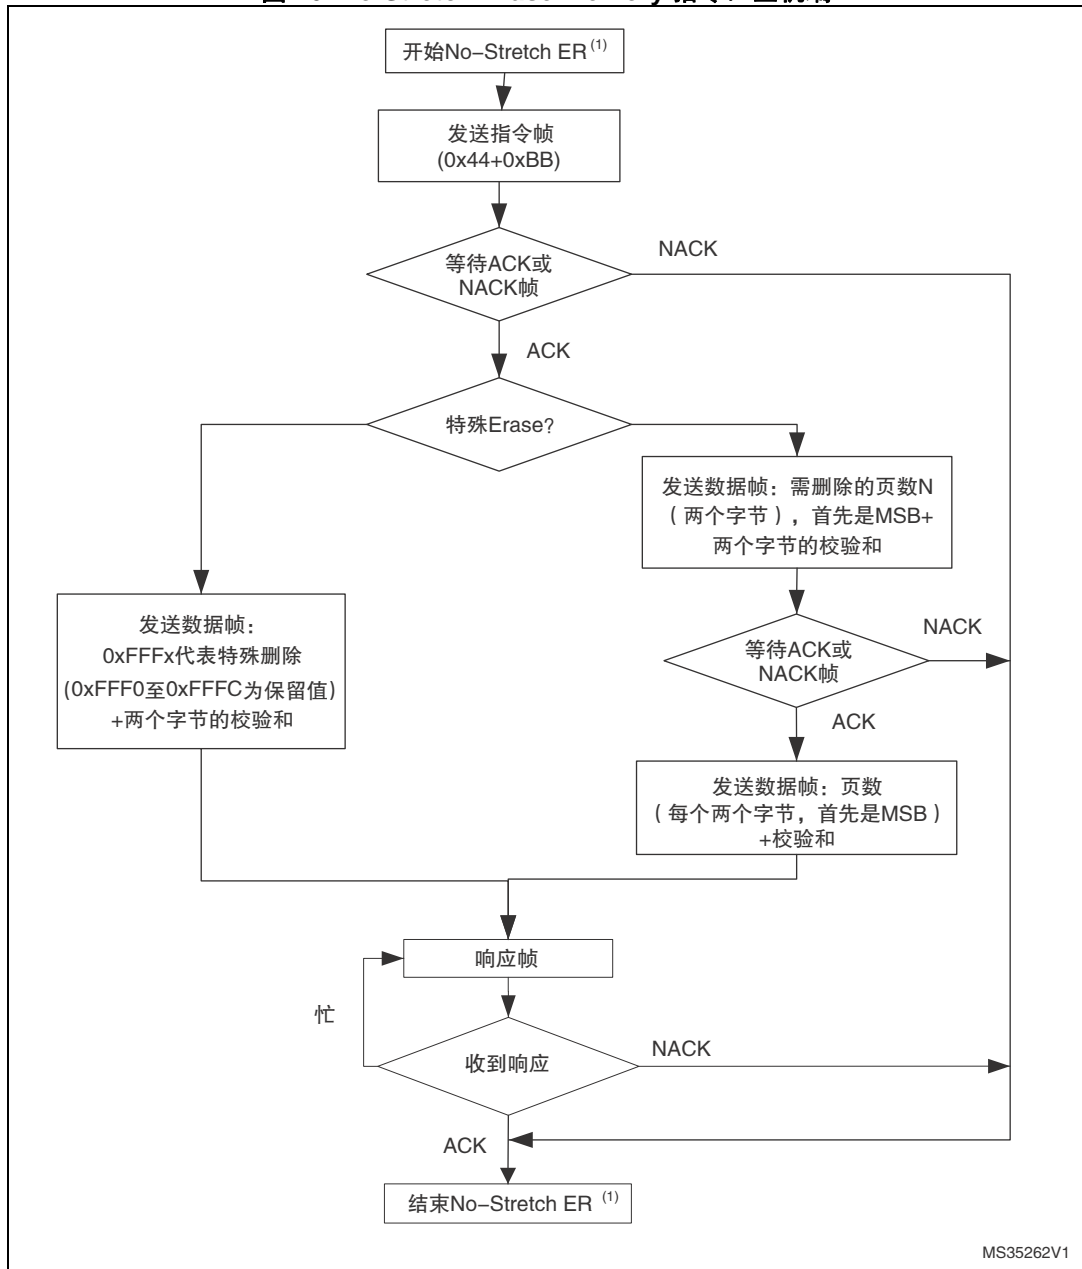 开始No–Stretch ER (1)
发送指令帧
(0x44+0xBB)
等待ACK或
NACK帧
NACK
ACK
特殊Erase?
发送数据帧：需删除的页数N
（两个字节），首先是MSB+
两个字节的校验和
发送数据帧：
0xFFFx代表特殊删除
(0xFFF0至0xFFFC为保留值)
+两个字节的校验和
等待ACK或
NACK帧
NACK
ACK
发送数据帧：页数
（每个两个字节，首先是MSB）
+校验和
响应帧
忙
收到响应
NACK
ACK
结束No–Stretch ER (1)
MS35262V1